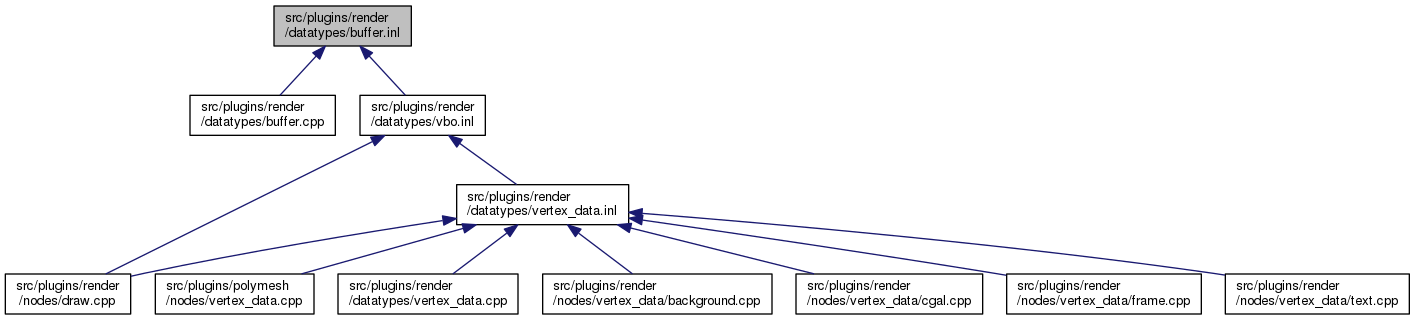 src/plugins/render
/datatypes/buffer.inl
src/plugins/render
/datatypes/buffer.cpp
src/plugins/render
/datatypes/vbo.inl
src/plugins/render
/datatypes/vertex_data.inl
src/plugins/render
/nodes/draw.cpp
src/plugins/polymesh
/nodes/vertex_data.cpp
src/plugins/render
/datatypes/vertex_data.cpp
src/plugins/render
/nodes/vertex_data/background.cpp
src/plugins/render
/nodes/vertex_data/cgal.cpp
src/plugins/render
/nodes/vertex_data/frame.cpp
src/plugins/render
/nodes/vertex_data/text.cpp